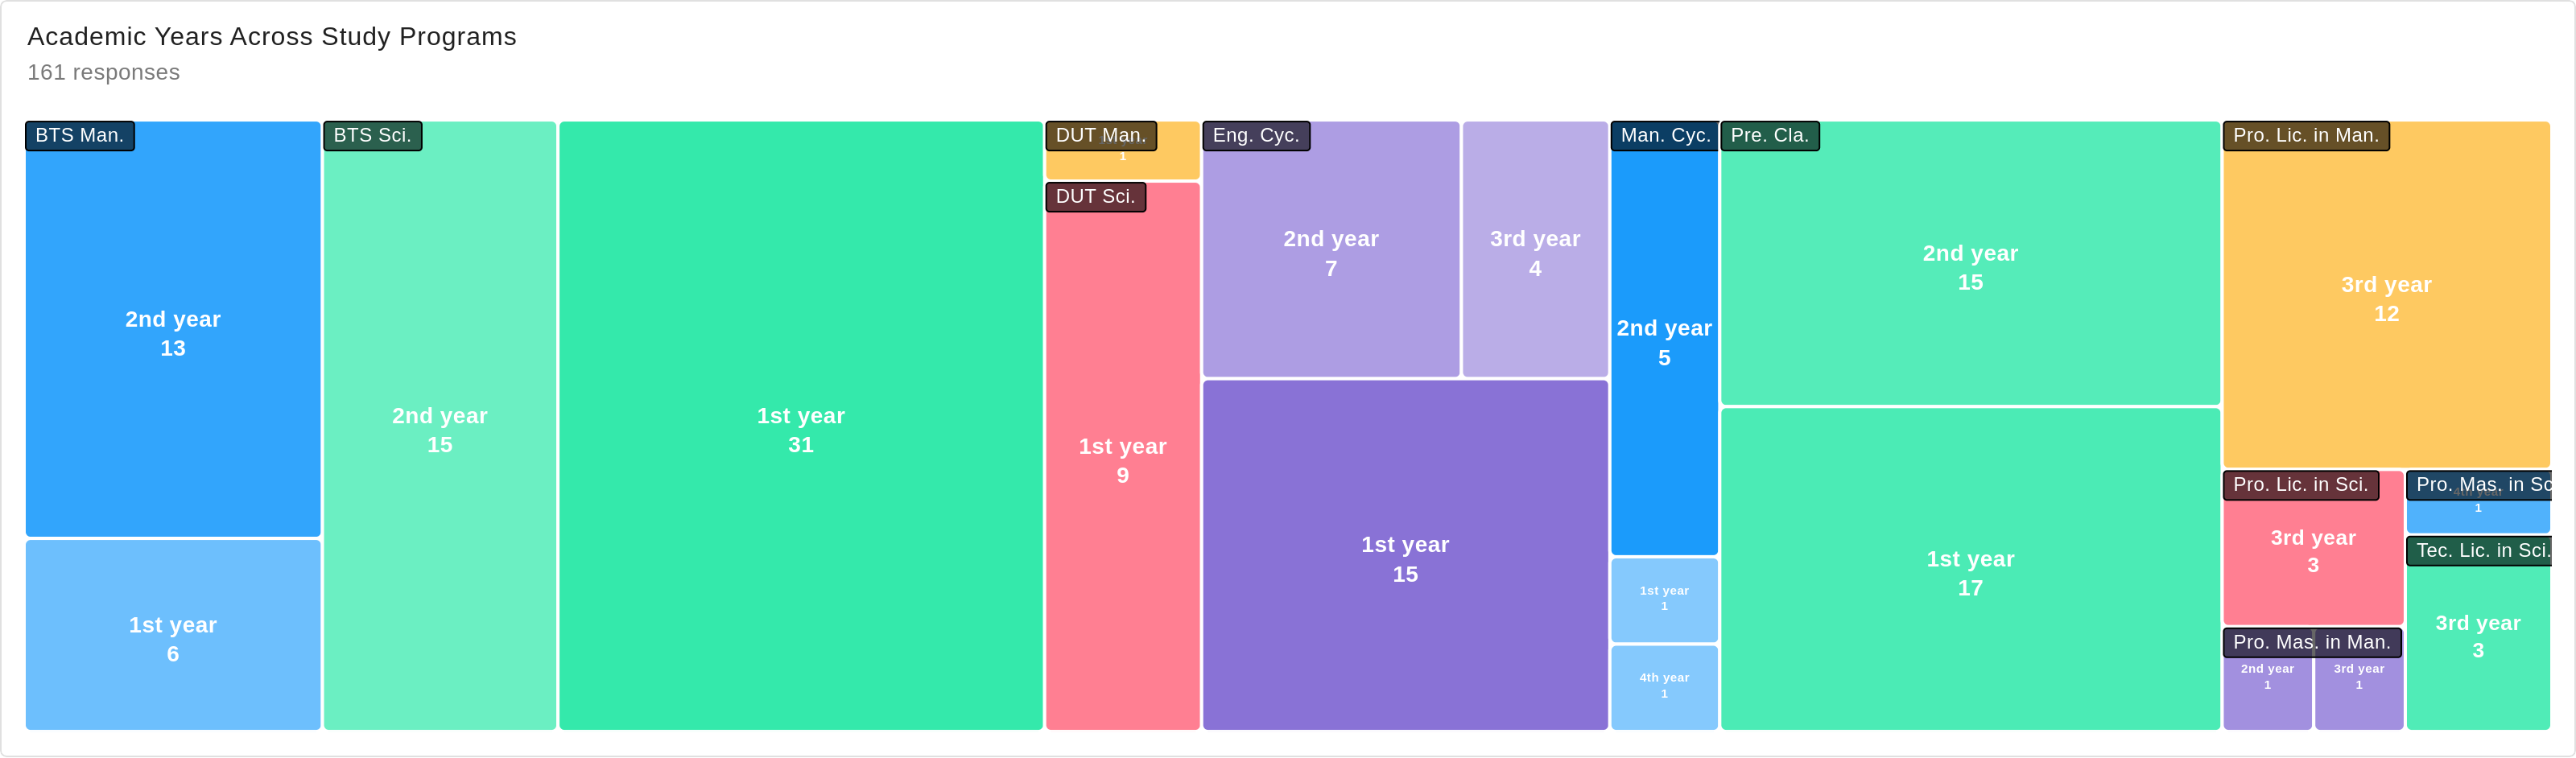 Academic Years Across Study Programs
161 responses
BTS Man.
2nd year
13
1st year
6
BTS Sci.
2nd year
15
1st year
31
DUT Man.
1
DUT Sci.
1st year
9
Eng. Cyc.
2nd year
7
3rd year
4
1st year
15
Man. Cyc.
2nd year
5
1st year
1
4th year
1
Pre. Cla.
2nd year
15
1st year
17
Pro. Lic. in Man.
3rd year
12
Pro. Lic. in Sci.
3rd year
3
Pro. Mas. in Sc
4th year
1
Pro. Mas. in Man.
2nd year
1
3rd year
1
Tec. Lic. in Sci.
3rd year
3